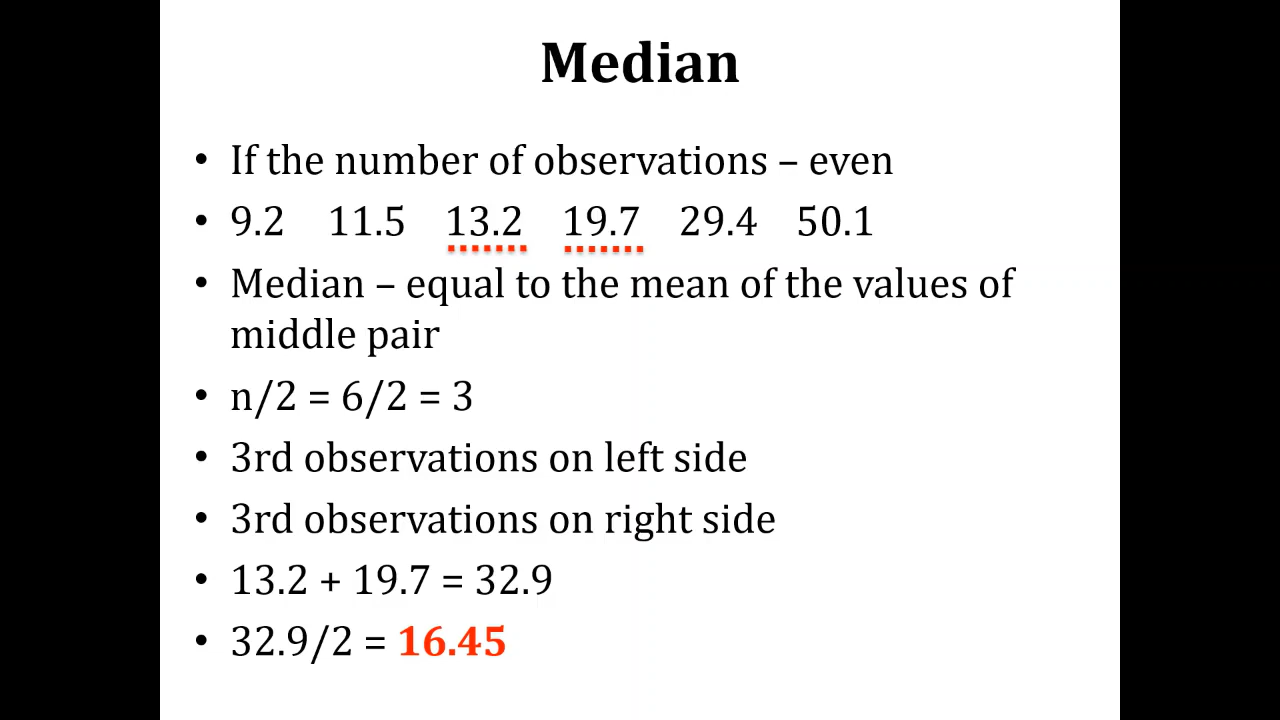 Median
• If the number of observations – even
• 9.2 11.5 13.2 19.7 29.4 50.1
• Median – equal to the mean of the values of
middle pair
• n/2 = 6/2 = 3
• 3rd observations on left side
• 3rd observations on right side
• 13.2 + 19.7 = 32.9
• 32.9/2 = 16.45